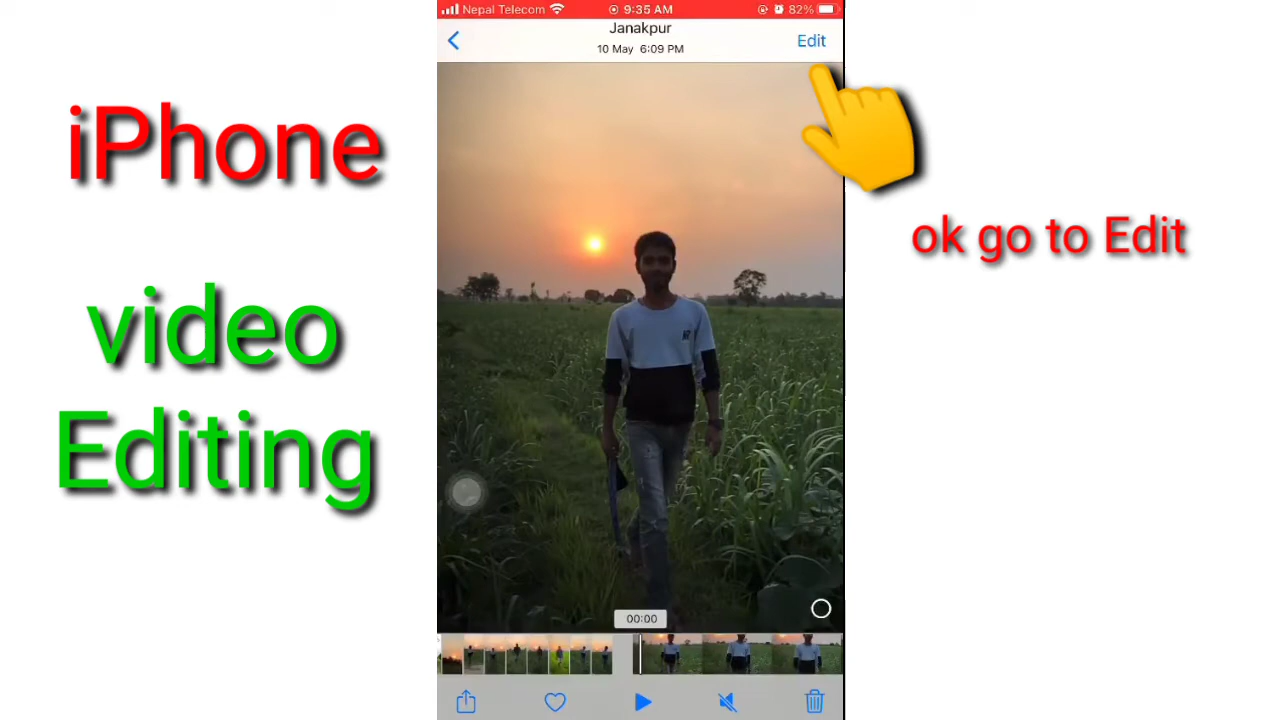 Nepal Telecom 9:35 AM 82%
Janakpur
10 May 6:09 PM
Edit
iPhone
video
Editing
ok go to Edit
00:00